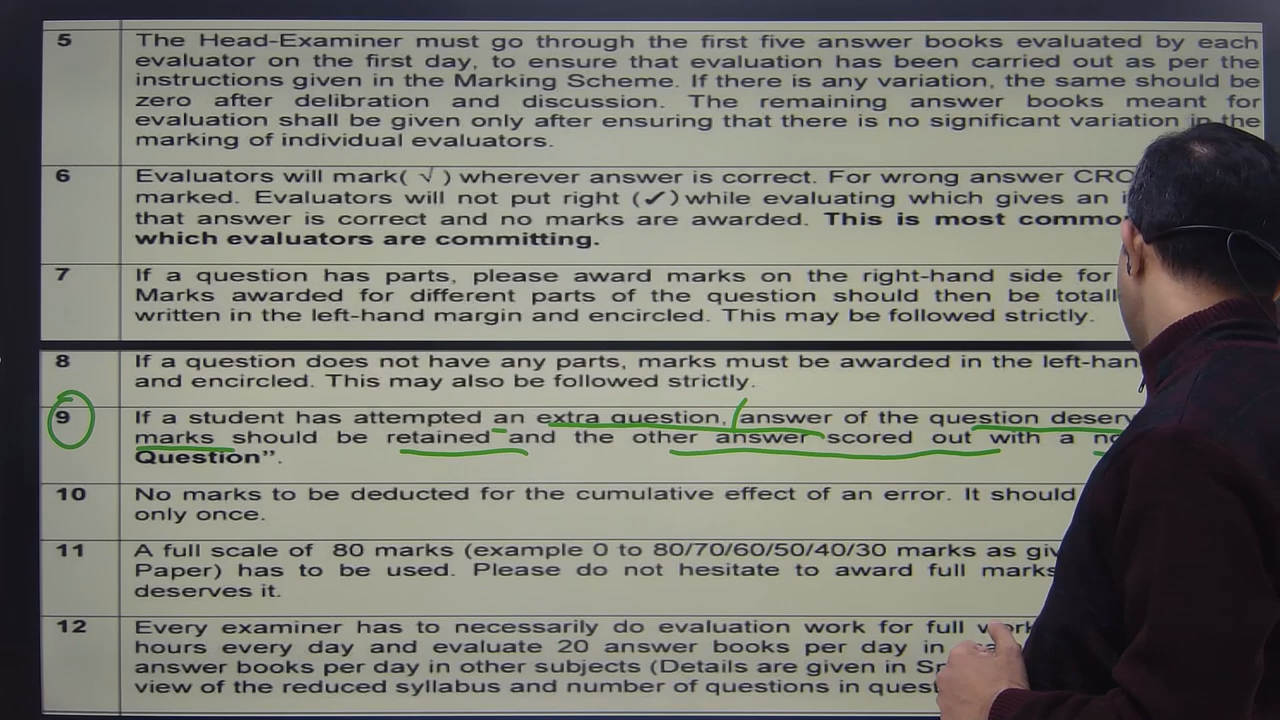 5
The Head-Examiner must go through the first five answer books evaluated by each
evaluator on the first day, to ensure that evaluation has been carried out as per the
instructions given in the Marking Scheme. If there is any variation, the same should be
zero after delibration and discussion. The remaining answer books meant for
evaluation shall be given only after ensuring that there is no significant variation in the
marking of individual evaluators.
6
Evaluators will mark( √ ) wherever answer is correct. For wrong answer
marked. Evaluators will not put right (✓) while evaluating which gives an
that answer is correct and no marks are awarded. This is most
which evaluators are committing.
7
If a question has parts, please award marks on the right-hand side for
Marks awarded for different parts of the question should then be
written in the left-hand margin and encircled. This may be followed strictly.
8
If a question does not have any parts, marks must be awarded in the
and encircled. This may also be followed strictly.
9
If a student has attempted an extra question, answer of the question
marks should be retained and the other answer scored out with a
Question”.
10
No marks to be deducted for the cumulative effect of an error. It should
only once.
11
A full scale of 80 marks (example 0 to 80/70/60/50/40/30 marks as
Paper) has to be used. Please do not hesitate to award full marks
deserves it.
12
Every examiner has to necessarily do evaluation work for full
hours every day and evaluate 20 answer books per day in
answer books per day in other subjects (Details are given in
view of the reduced syllabus and number of questions in